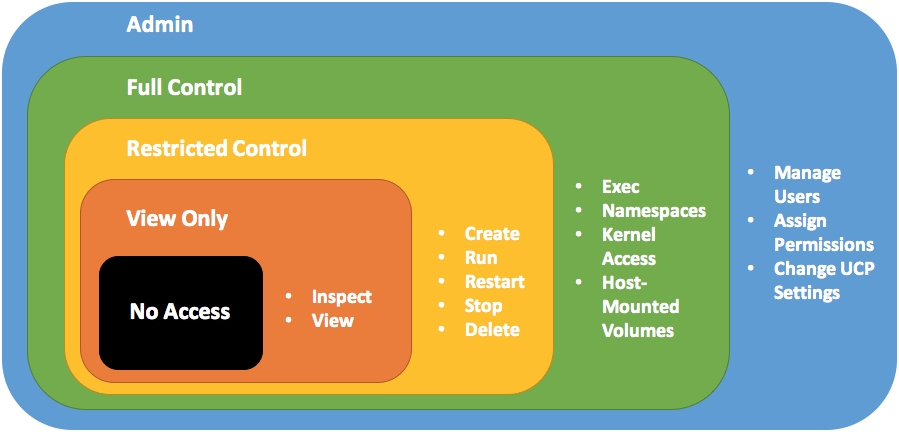 Admin
Full Control
Restricted Control
View Only
No Access
• Inspect
• View
• Create
• Run
• Restart
• Stop
• Delete
• Exec
• Namespaces
• Kernel
Access
• Host-
Mounted
Volumes
• Manage
Users
• Assign
Permissions
• Change UCP
Settings